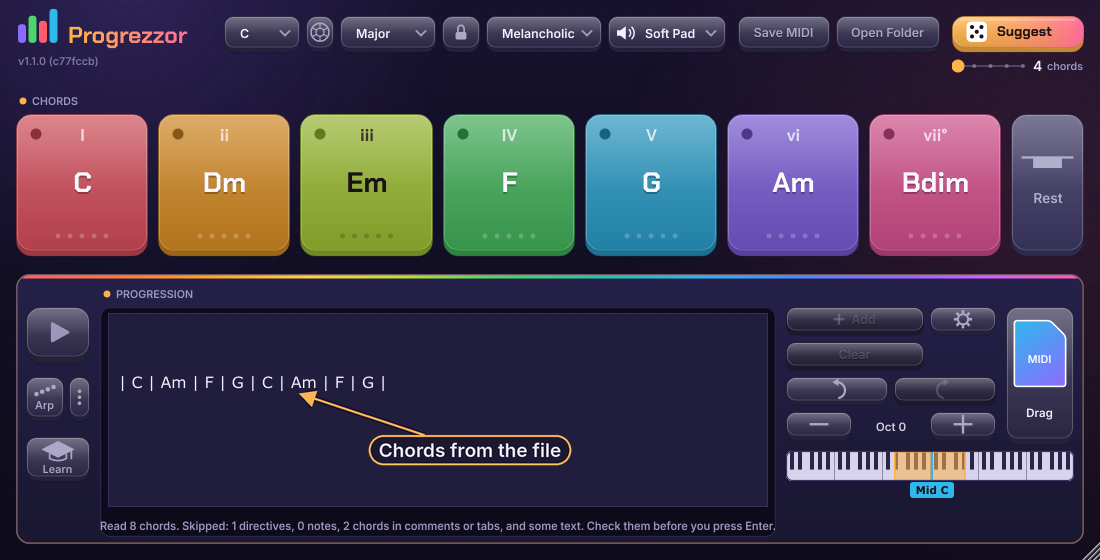 Progrezzor
v1.1.0 (c77fccb)
C
Major
Melancholic
Soft Pad
Save MIDI
Open Folder
Suggest
4 chords
CHORDS
I
ii
iii
IV
V
vi
vii°
C
Dm
Em
F
G
Am
Bdim
Rest
PROGRESSION
| C | Am | F | G | C | Am | F | G |
Chords from the file
Read 8 chords. Skipped: 1 directives, 0 notes, 2 chords in comments or tabs, and some text. Check them before you press Enter.
Arp
Learn
+ Add
Clear
Oct 0
Mid C
MIDI
Drag